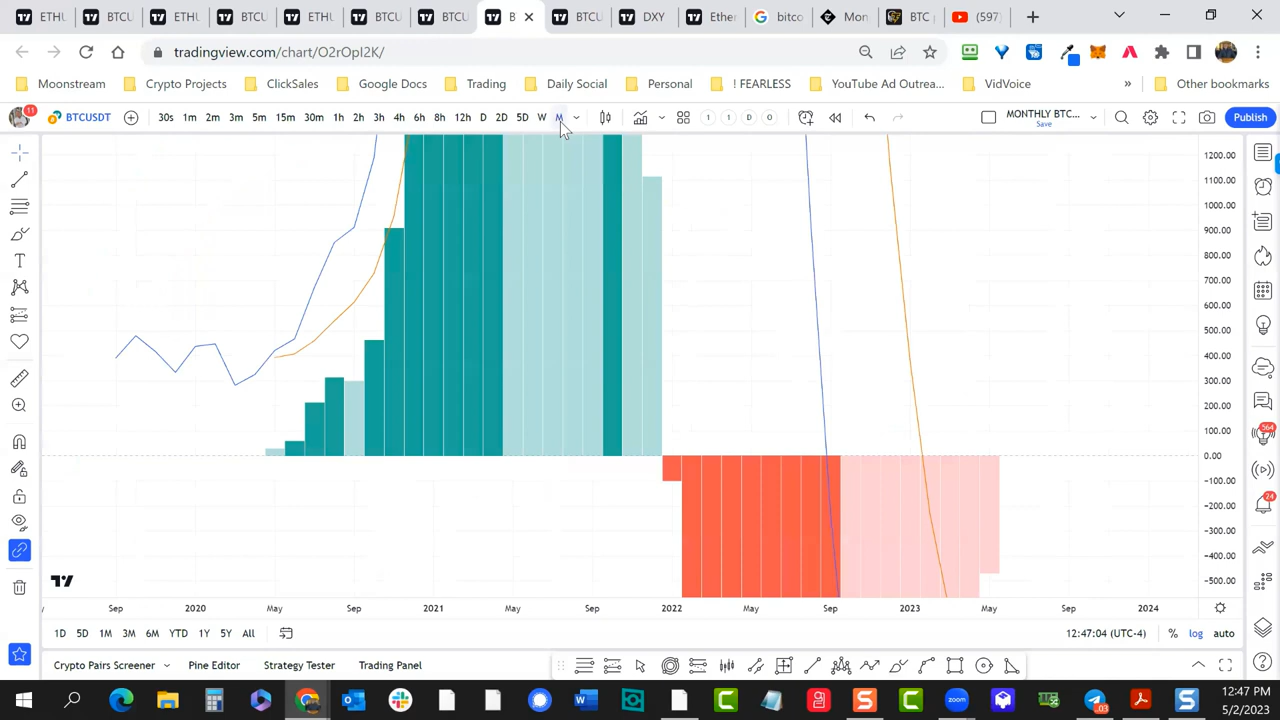 ETHU
BTCU
ETHU
BTCU
ETHU
BTCU
BTCU
B
BTCU
DXY
Ether
bitco
Mon
BTC
(597)
tradingview.com/chart/O2rOpI2K/
Moonstream
Crypto Projects
ClickSales
Google Docs
Trading
Daily Social
Personal
! FEARLESS
YouTube Ad Outrea...
VidVoice
»
Other bookmarks
11
BTCUSDT
30s 1m 2m 3m 5m 15m 30m 1h 2h 3h 4h 6h 8h 12h D 2D 5D W M
1 1 D O
MONTHLY BTC...
Save
Publish
1200.00
1100.00
1000.00
900.00
800.00
700.00
600.00
500.00
400.00
300.00
200.00
100.00
0.00
−100.00
−200.00
−300.00
−400.00
−500.00
564
24
Sep 2020 May Sep 2021 May Sep 2022 May Sep 2023 May Sep 2024
1D 5D 1M 3M 6M YTD 1Y 5Y All
12:47:04 (UTC-4) % log auto
Crypto Pairs Screener
Pine Editor
Strategy Tester
Trading Panel
zoom
12:47 PM
5/2/2023